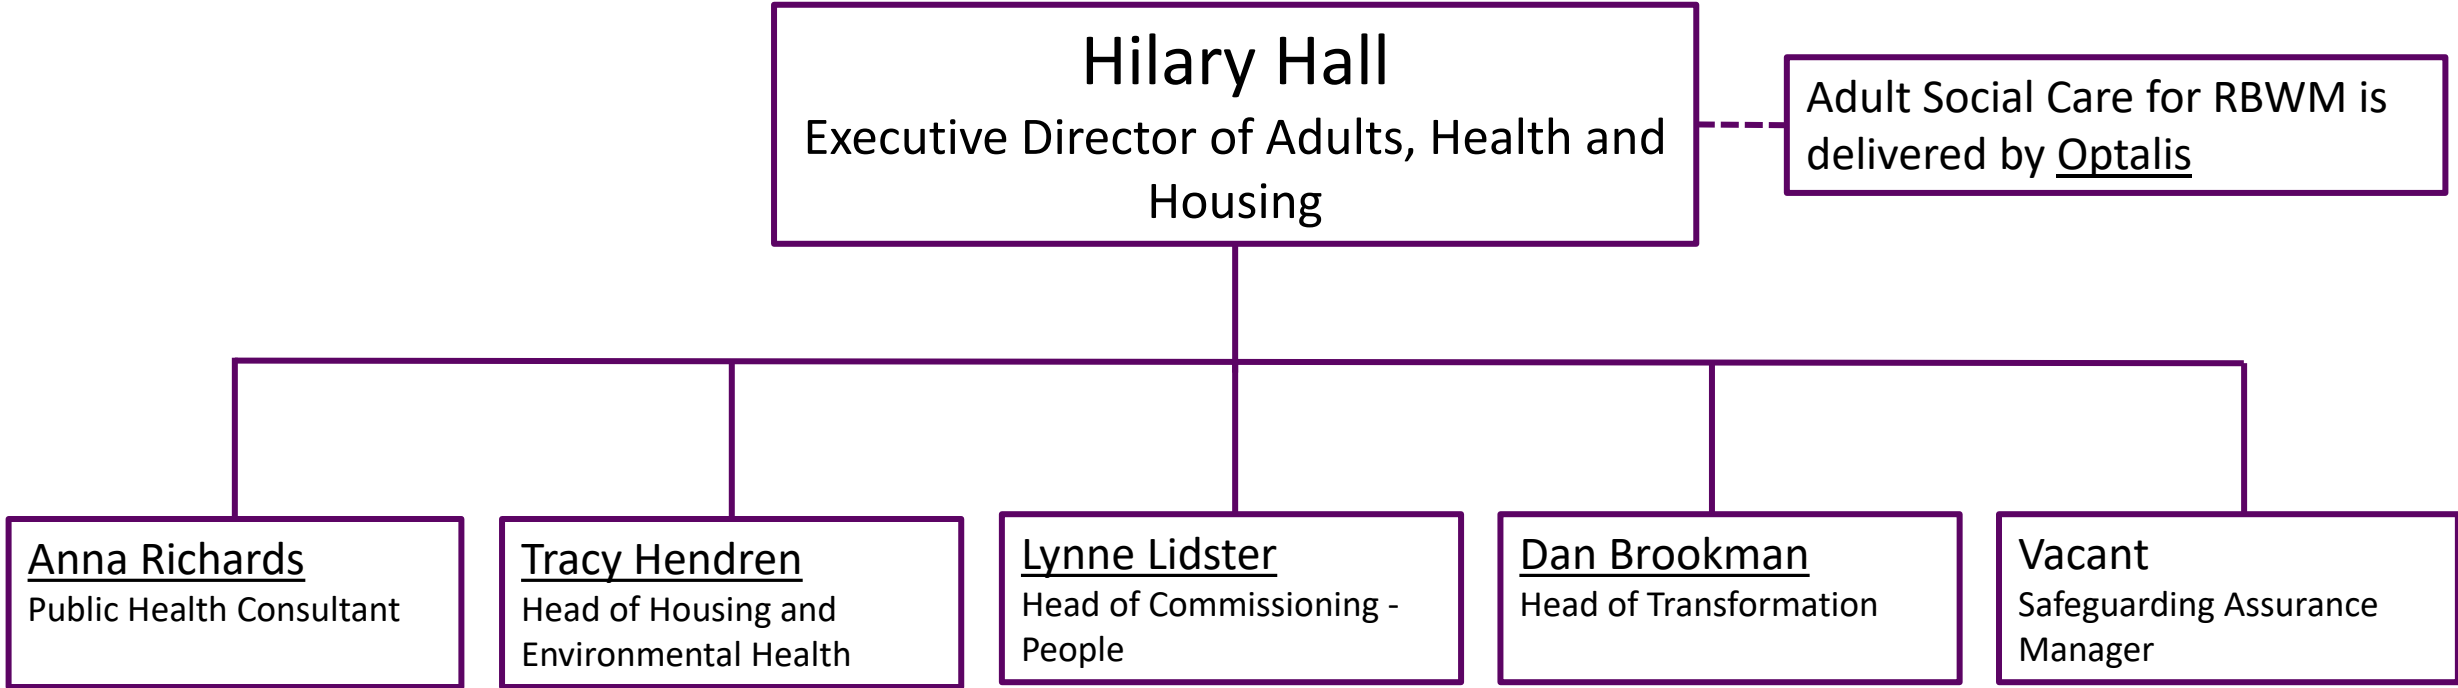 Hilary Hall
Executive Director of Adults, Health and
Housing
Adult Social Care for RBWM is
delivered by Optalis
Anna Richards
Public Health Consultant
Tracy Hendren
Head of Housing and
Environmental Health
Lynne Lidster
Head of Commissioning -
People
Dan Brookman
Head of Transformation
Vacant
Safeguarding Assurance
Manager